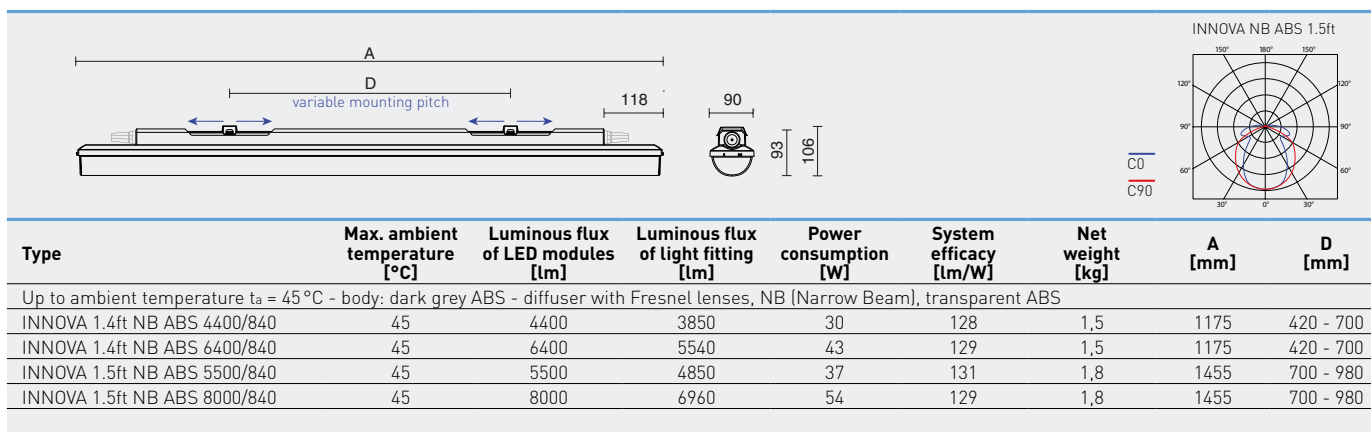 INNOVA NB ABS 1.5ft
150° 180° 150°
120° 120°
90° 90°
60° 60°
30° 0° 30°
C0
C90
A
D
variable mounting pitch
118
90
93
106
Type Max. ambient temperature [°C] Luminous flux of LED modules [lm] Luminous flux of light fitting [lm] Power consumption [W] System efficacy [lm/W] Net weight [kg] A [mm] D [mm]
Up to ambient temperature ta = 45°C - body: dark grey ABS - diffuser with Fresnel lenses, NB (Narrow Beam), transparent ABS
INNOVA 1.4ft NB ABS 4400/840 45 4400 3850 30 128 1,5 1175 420 - 700
INNOVA 1.4ft NB ABS 6400/840 45 6400 5540 43 129 1,5 1175 420 - 700
INNOVA 1.5ft NB ABS 5500/840 45 5500 4850 37 131 1,8 1455 700 - 980
INNOVA 1.5ft NB ABS 8000/840 45 8000 6960 54 129 1,8 1455 700 - 980